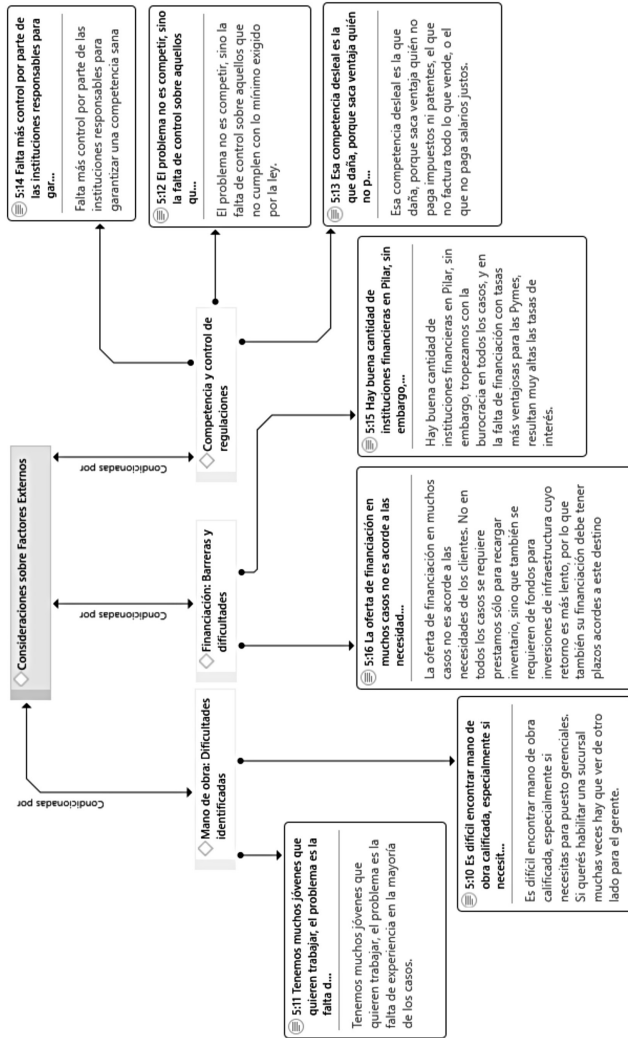 Consideraciones sobre Factores Externos
Condicionadas por
Condicionadas por
Condicionadas por
Mano de obra: Dificultades
identificadas
Financiación: Barreras y
dificultades
Competencia y control de
regulaciones
5:11 Tenemos muchos jóvenes que
quieren trabajar, el problema es la
falta d...
Tenemos muchos jóvenes que
quieren trabajar, el problema es la
falta de experiencia en la mayoría
de los casos.
5:10 Es difícil encontrar mano de
obra calificada, especialmente si
necesit...
Es difícil encontrar mano de obra
calificada, especialmente si
necesitas para puesto gerenciales.
Si querés habilitar una sucursal
muchas veces hay que ver de otro
lado para el gerente.
5:16 La oferta de financiación en
muchos casos no es acorde a las
necesidad...
La oferta de financiación en muchos
casos no es acorde a las
necesidades de los clientes. No en
todos los casos se requiere
prestamos sólo para recargar
inventario, sino que también se
requieren de fondos para
inversiones de infraestructura cuyo
retorno es más lento, por lo que
también su financiación debe tener
plazos acordes a este destino
5:15 Hay buena cantidad de
instituciones financieras en Pilar, sin
embargo,...
Hay buena cantidad de
instituciones financieras en Pilar, sin
embargo, tropezamos con la
burocracia en todos los casos, y en
la falta de financiación con tasas
más ventajosas para las Pymes,
resultan muy altas las tasas de
interés.
5:14 Falta más control por parte de
las instituciones responsables para
gar...
Falta más control por parte de las
instituciones responsables para
garantizar una competencia sana
5:12 El problema no es competir, sino
la falta de control sobre aquellos
qu...
El problema no es competir, sino la
falta de control sobre aquellos que
no cumplen con lo mínimo exigido
por la ley.
5:13 Esa competencia desleal es la
que daña, porque saca ventaja quién
no p...
Esa competencia desleal es la que
daña, porque saca ventaja quién no
paga impuestos ni patentes, el que
no factura todo lo que vende, o el
que no paga salarios justos.